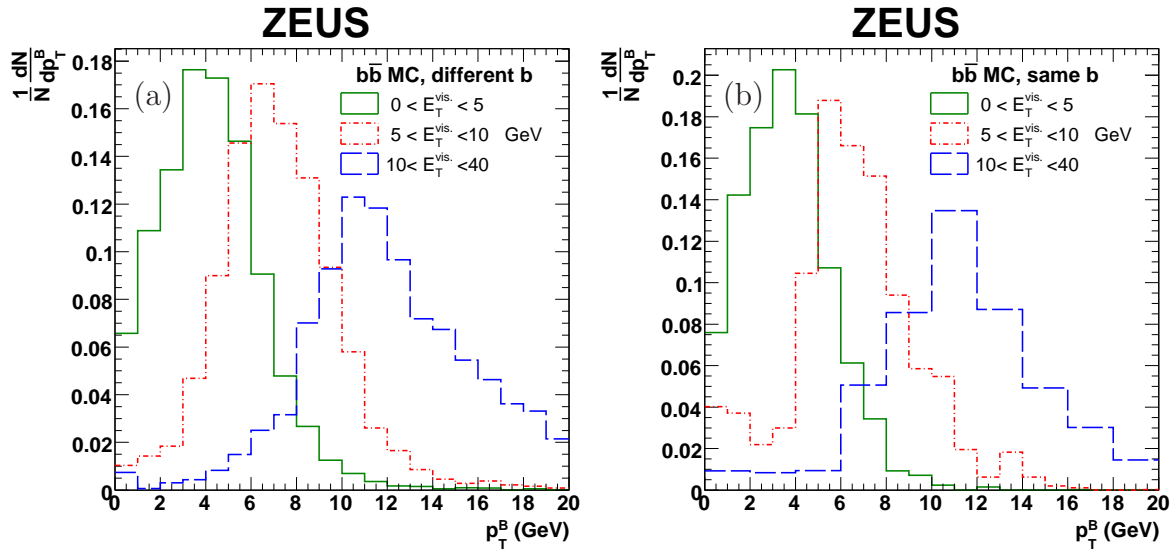 ZEUS
1/N dN/dp_T^B
0.18
0.16
0.14
0.12
0.1
0.08
0.06
0.04
0.02
0
(a)
bb̅ MC, different b
0 < E_T^vis. < 5
5 < E_T^vis. <10 GeV
10< E_T^vis. <40
0 2 4 6 8 10 12 14 16 18 20
p_T^B (GeV)
ZEUS
1/N dN/dp_T^B
0.2
0.18
0.16
0.14
0.12
0.1
0.08
0.06
0.04
0.02
0
(b)
bb̅ MC, same b
0 < E_T^vis. < 5
5 < E_T^vis. <10 GeV
10< E_T^vis. <40
0 2 4 6 8 10 12 14 16 18 20
p_T^B (GeV)